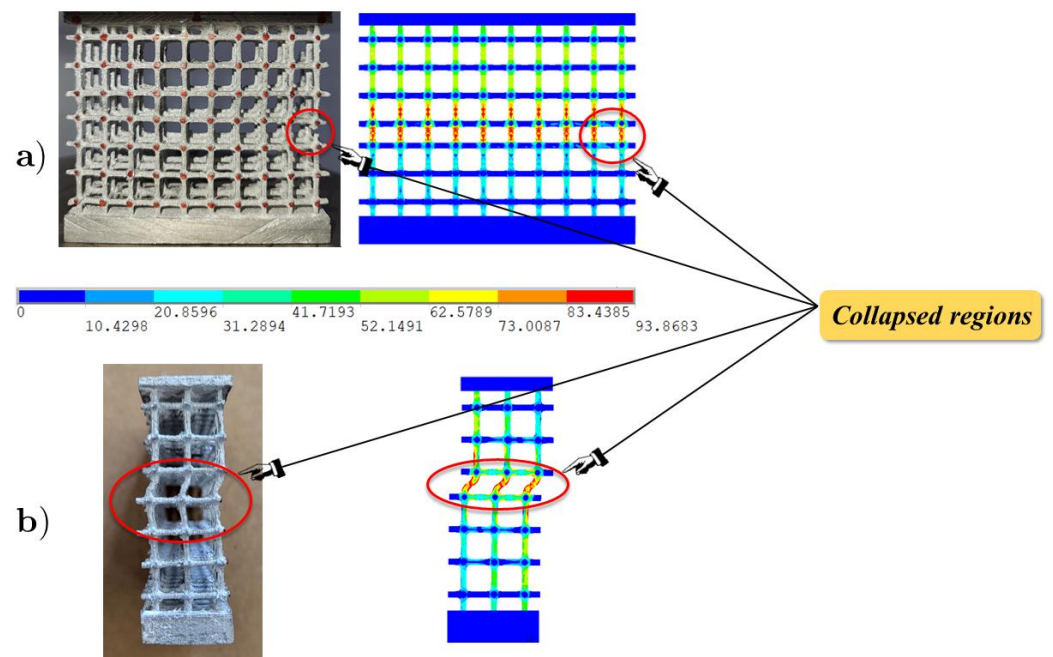 a)
0 20.8596 41.7193 62.5789 83.4385
10.4298 31.2894 52.1491 73.0087 93.8683
Collapsed regions
b)